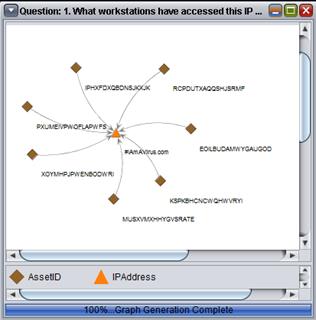 Question: 1. What workstations have accessed this IP ...
IPHXFDXQBDNSJKXJK
RCPDUTXAQQSHJSRMF
PXUMEIVPWOFLAPWFS
#IAmAVirus.com
EOILBUDAMWYGAUGOD
XOYMHPJPWENBODWRI
KSPKBHCNCWQHWVRYI
MUSXVMXHHYGVSRATE
AssetID
IPAddress
100%...Graph Generation Complete